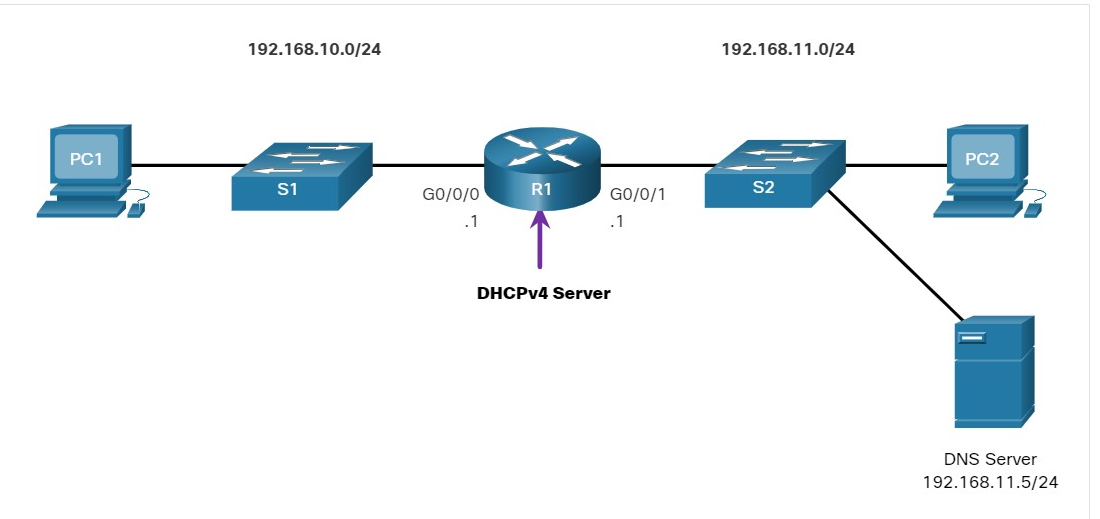 192.168.10.0/24
192.168.11.0/24
PC1
S1
G0/0/0
.1
R1
G0/0/1
.1
S2
PC2
DHCPv4 Server
DNS Server
192.168.11.5/24